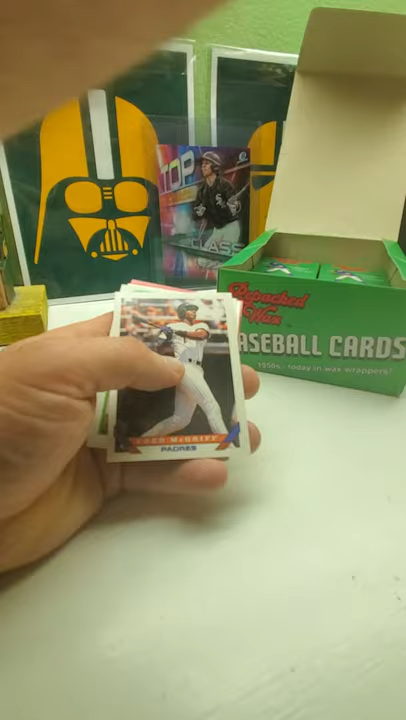 TOP
CLASS
Repacked
Wax
BASEBALL CARDS
1950s - today in wax wrappers!
FRED McGRIFF
PADRES